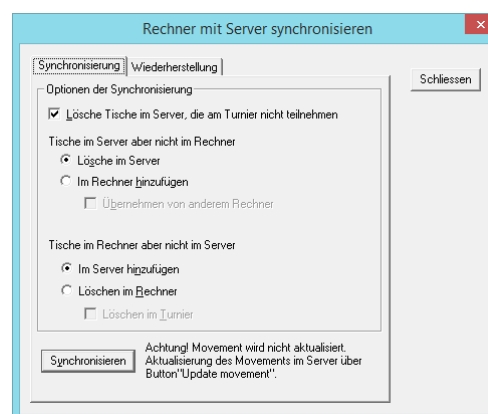 Rechner mit Server synchronisieren
Synchronisierung
Wiederherstellung
Schliessen
Optionen der Synchronisierung
Lösche Tische im Server, die am Turnier nicht teilnehmen
Tische im Server aber nicht im Rechner
Lösche im Server
Im Rechner hinzufügen
Übernehmen von anderem Rechner
Tische im Rechner aber nicht im Server
Im Server hinzufügen
Löschen im Rechner
Löschen im Turnier
Synchronisieren
Achtung! Movement wird nicht aktualisiert.
Aktualisierung des Movements im Server über
Button"Update movement".